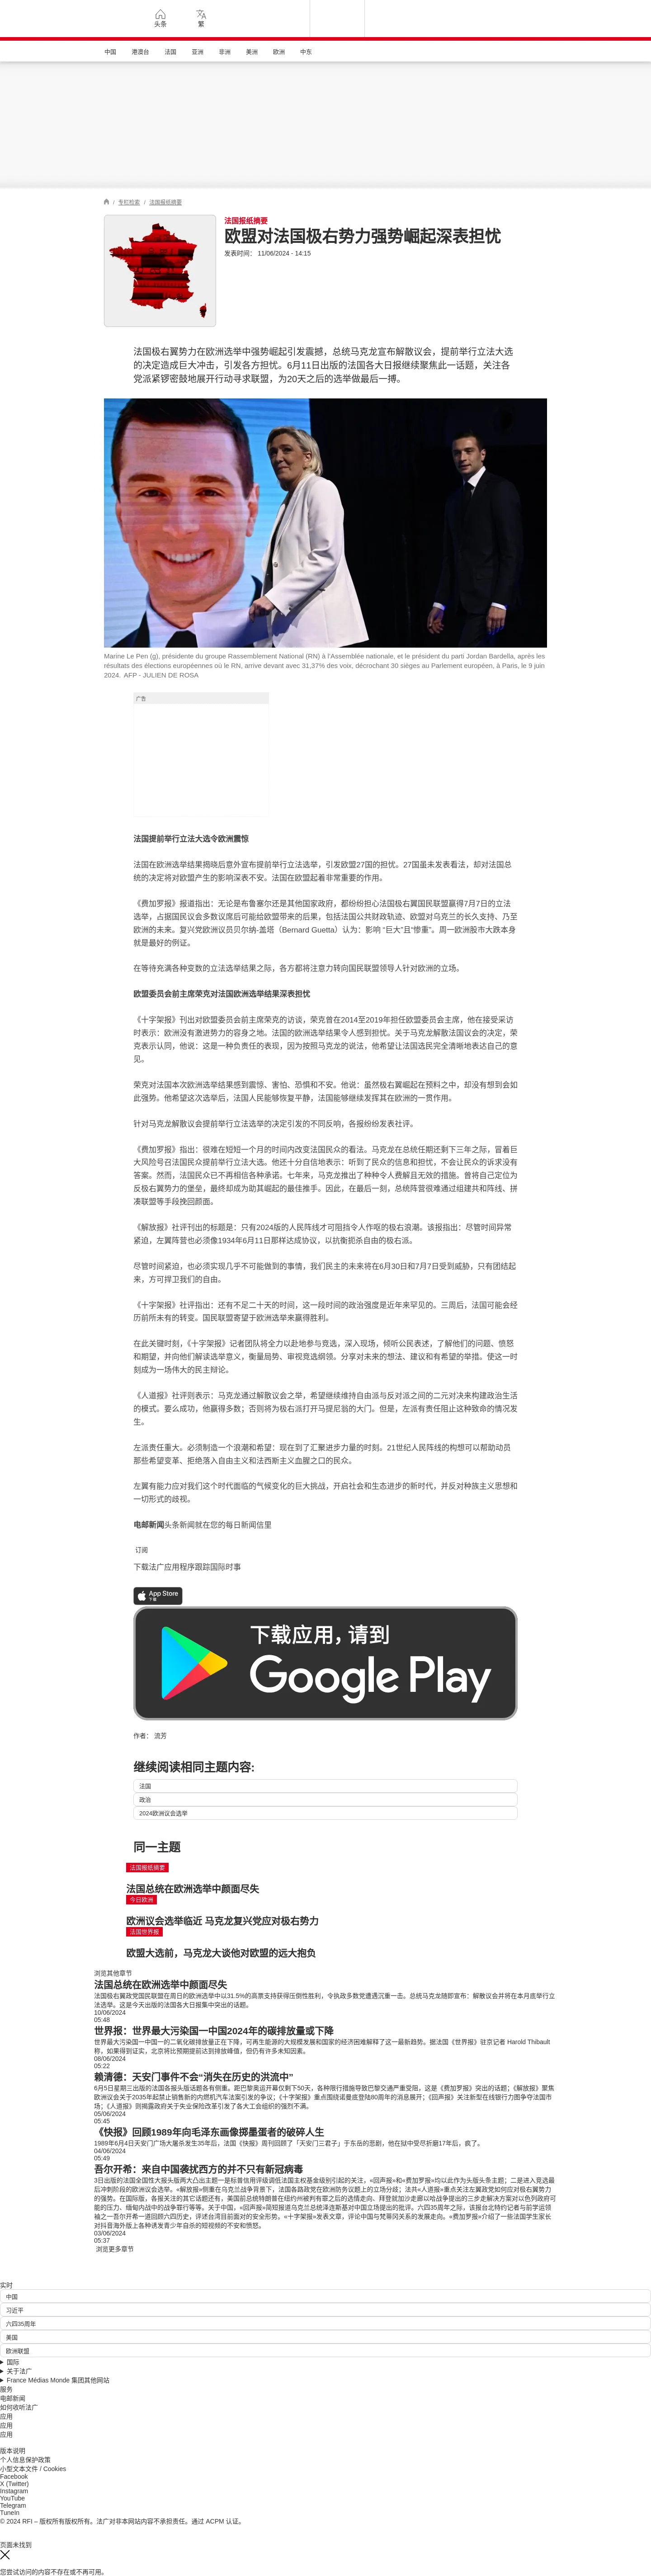 头条
繁
中国
港澳台
法国
亚洲
非洲
美洲
欧洲
中东
/ 专栏检索 / 法国报纸摘要
法国报纸摘要
欧盟对法国极右势力强势崛起深表担忧
发表时间： 11/06/2024 - 14:15
法国极右翼势力在欧洲选举中强势崛起引发震撼，总统马克龙宣布解散议会，提前举行立法大选
的决定造成巨大冲击，引发各方担忧。6月11日出版的法国各大日报继续聚焦此一话题，关注各
党派紧锣密鼓地展开行动寻求联盟，为20天之后的选举做最后一搏。
Marine Le Pen (g), présidente du groupe Rassemblement National (RN) à l'Assemblée nationale, et le président du parti Jordan Bardella, après les
résultats des élections européennes où le RN, arrive devant avec 31,37% des voix, décrochant 30 sièges au Parlement européen, à Paris, le 9 juin
2024. AFP - JULIEN DE ROSA
广告
法国提前举行立法大选令欧洲震惊
法国在欧洲选举结果揭晓后意外宣布提前举行立法选举，引发欧盟27国的担忧。27国虽未发表看法，却对法国总
统的决定将对欧盟产生的影响深表不安。法国在欧盟起着非常重要的作用。
《费加罗报》报道指出：无论是布鲁塞尔还是其他国家政府，都纷纷担心法国极右翼国民联盟赢得7月7日的立法
选举，占据国民议会多数议席后可能给欧盟带来的后果，包括法国公共财政轨迹、欧盟对乌克兰的长久支持、乃至
欧洲的未来。复兴党欧洲议员贝尔纳-盖塔（Bernard Guetta）认为：影响 “巨大”且“惨重”。周一欧洲股市大跌本身
就是最好的例证。
在等待充满各种变数的立法选举结果之际，各方都将注意力转向国民联盟领导人针对欧洲的立场。
欧盟委员会前主席荣克对法国欧洲选举结果深表担忧
《十字架报》刊出对欧盟委员会前主席荣克的访谈，荣克曾在2014至2019年担任欧盟委员会主席，他在接受采访
时表示：欧洲没有激进势力的容身之地。法国的欧洲选举结果令人感到担忧。关于马克龙解散法国议会的决定，荣
克表示认同，他说：这是一种负责任的表现，因为按照马克龙的说法，他希望让法国选民完全清晰地表达自己的意
见。
荣克对法国本次欧洲选举结果感到震惊、害怕、恐惧和不安。他说：虽然极右翼崛起在预料之中，却没有想到会如
此强势。他希望这次选举后，法国人民能够恢复平静，法国能够继续发挥其在欧洲的一贯作用。
针对马克龙解散议会提前举行立法选举的决定引发的不同反响，各报纷纷发表社评。
《费加罗报》指出：很难在短短一个月的时间内改变法国民众的看法。马克龙在总统任期还剩下三年之际，冒着巨
大风险号召法国民众提前举行立法大选。他还十分自信地表示：听到了民众的信息和担忧，不会让民众的诉求没有
答案。然而，法国民众已不再相信各种承诺。七年来，马克龙推出了种种令人费解且无效的措施。曾将自己定位为
反极右翼势力的堡垒，最终却成为助其崛起的最佳推手。因此，在最后一刻，总统阵营很难通过组建共和阵线、拼
凑联盟等手段挽回颜面。
《解放报》社评刊出的标题是：只有2024版的人民阵线才可阻挡令人作呕的极右浪潮。该报指出：尽管时间异常
紧迫，左翼阵营也必须像1934年6月11日那样达成协议，以抗衡扼杀自由的极右派。
尽管时间紧迫，也必须实现几乎不可能做到的事情，我们民主的未来将在6月30日和7月7日受到威胁，只有团结起
来，方可捍卫我们的自由。
《十字架报》社评指出：还有不足二十天的时间，这一段时间的政治强度是近年来罕见的。三周后，法国可能会经
历前所未有的转变。国民联盟寄望于欧洲选举来赢得胜利。
在此关键时刻，《十字架报》记者团队将全力以赴地参与竞选，深入现场，倾听公民表述，了解他们的问题、愤怒
和期望，并向他们解读选举意义，衡量局势、审视竞选纲领。分享对未来的想法、建议和有希望的举措。使这一时
刻成为一场伟大的民主辩论。
《人道报》社评则表示：马克龙通过解散议会之举，希望继续维持自由派与反对派之间的二元对决来构建政治生活
的模式。要么成功，他赢得多数；否则将为极右派打开马提尼翁的大门。但是，左派有责任阻止这种致命的情况发
生。
左派责任重大。必须制造一个浪潮和希望：现在到了汇聚进步力量的时刻。21世纪人民阵线的构想可以帮助动员
那些希望变革、拒绝落入自由主义和法西斯主义血腥之口的民众。
左翼有能力应对我们这个时代面临的气候变化的巨大挑战，开启社会和生态进步的新时代，并反对种族主义思想和
一切形式的歧视。
电邮新闻头条新闻就在您的每日新闻信里
订阅
下载法广应用程序跟踪国际时事
App Store
下载
下载应用，请到
Google Play
作者： 流芳
继续阅读相同主题内容:
法国
政治
2024欧洲议会选举
同一主题
法国报纸摘要
法国总统在欧洲选举中颜面尽失
今日欧洲
欧洲议会选举临近 马克龙复兴党应对极右势力
法国世界报
欧盟大选前，马克龙大谈他对欧盟的远大抱负
浏览其他章节
法国总统在欧洲选举中颜面尽失
法国极右翼政党国民联盟在周日的欧洲选举中以31.5%的高票支持获得压倒性胜利，令执政多数党遭遇沉重一击。总统马克龙随即宣布：解散议会并将在本月底举行立
法选举。这是今天出版的法国各大日报集中突出的话题。
10/06/2024
05:48
世界报：世界最大污染国一中国2024年的碳排放量或下降
世界最大污染国一中国一的二氧化碳排放量正在下降，可再生能源的大规模发展和国家的经济困难解释了这一最新趋势。据法国《世界报》驻京记者 Harold Thibault
称，如果得到证实，北京将比预期提前达到排放峰值，但仍有许多未知因素。
08/06/2024
05:22
赖清德：天安门事件不会“消失在历史的洪流中”
6月5日星期三出版的法国各报头版话题各有侧重。距巴黎奥运开幕仅剩下50天，各种限行措施导致巴黎交通严重受阻。这是《费加罗报》突出的话题；《解放报》聚焦
欧洲议会关于2035年起禁止销售新的内燃机汽车法案引发的争议；《十字架报》重点围绕诺曼底登陆80周年的消息展开；《回声报》关注新型在线银行力图争夺法国市
场；《人道报》则揭露政府关于失业保险改革引发了各大工会组织的强烈不满。
05/06/2024
05:45
《快报》回顾1989年向毛泽东画像掷墨蛋者的破碎人生
1989年6月4日天安门广场大屠杀发生35年后，法国《快报》周刊回顾了「天安门三君子」于东岳的悲剧，他在狱中受尽折磨17年后，疯了。
04/06/2024
05:49
吾尔开希：来自中国袭扰西方的并不只有新冠病毒
3日出版的法国全国性大报头版两大凸出主题一是标普信用评级调低法国主权基金级别引起的关注，«回声报»和«费加罗报»均以此作为头版头条主题；二是进入竞选最
后冲刺阶段的欧洲议会选举。«解放报»侧重在乌克兰战争背景下，法国各路政党在欧洲防务议题上的立场分歧；法共«人道报»重点关注左翼政党如何应对极右翼势力
的强势。在国际版，各报关注的其它话题还有，美国前总统特朗普在纽约州被判有罪之后的选情走向、拜登就加沙走廊以哈战争提出的三步走解决方案对以色列政府可
能的压力、缅甸内战中的战争罪行等等。关于中国，«回声报»简短报道乌克兰总统泽连斯基对中国立场提出的批评。六四35周年之际，该报台北特约记者与前学运领
袖之一吾尔开希一道回顾六四历史，评述台湾目前面对的安全形势。«十字架报»发表文章，评论中国与梵蒂冈关系的发展走向。«费加罗报»介绍了一些法国学生家长
对抖音海外版上各种诱发青少年自杀的短视频的不安和愤怒。
03/06/2024
05:37
浏览更多章节
实时
中国
习近平
六四35周年
美国
欧洲联盟
国际
关于法广
France Médias Monde 集团其他网站
服务
电邮新闻
如何收听法广
应用
应用
应用
版本说明
个人信息保护政策
小型文本文件 / Cookies
Facebook
X (Twitter)
Instagram
YouTube
Telegram
TuneIn
© 2024 RFI – 版权所有版权所有。法广对非本网站内容不承担责任。通过 ACPM 认证。
页面未找到
您尝试访问的内容不存在或不再可用。